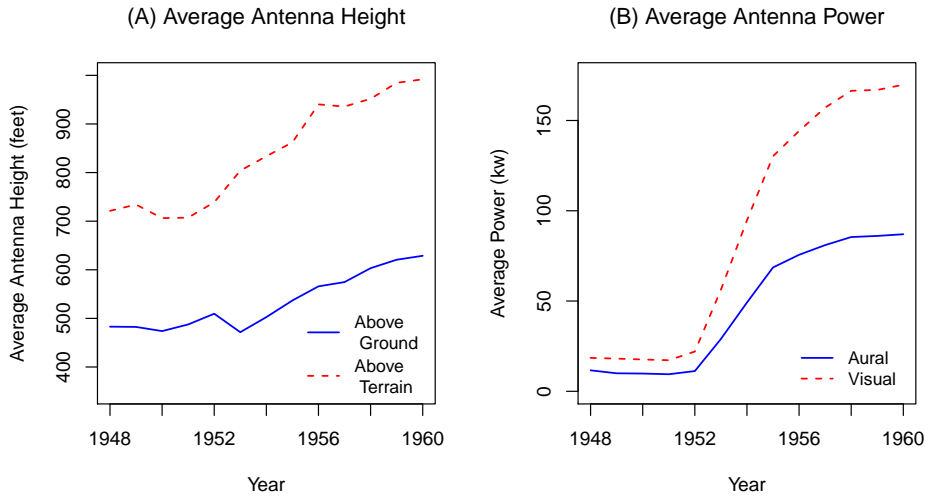 (A) Average Antenna Height
Average Antenna Height (feet)
400
500
600
700
800
900
Above
Ground
Above
Terrain
1948
1952
1956
1960
Year
(B) Average Antenna Power
Average Power (kw)
0
50
100
150
Aural
Visual
1948
1952
1956
1960
Year